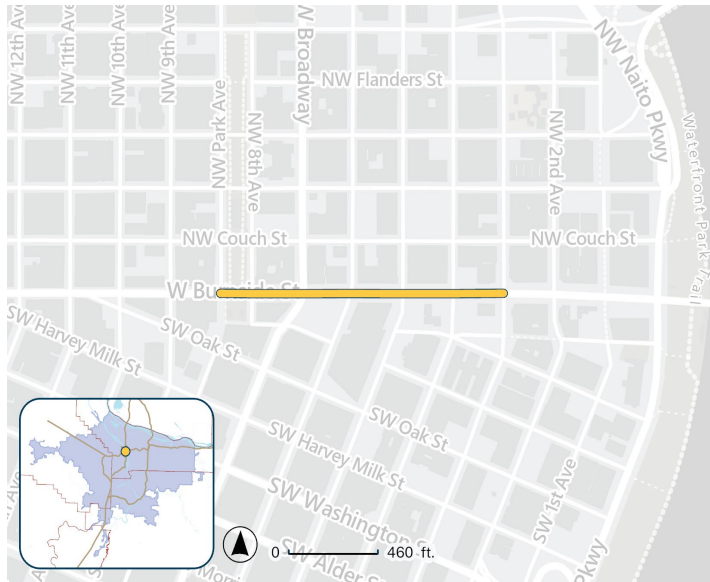 NW 12th Ave
NW 11th Ave
NW 10th Ave
NW 9th Ave
NW Park Ave
NW 8th Ave
W Broadway
NW Flanders St
NW Naito Pkwy
NW 2nd Ave
Waterfront Park Trail
NW Couch St
NW Couch St
W Burnside St
SW Harvey Milk St
SW Oak St
SW Oak St
SW Harvey Milk St
SW Washington S
SW 1st Ave
SW Alder St
Pkwy
Morri
0
460 ft.